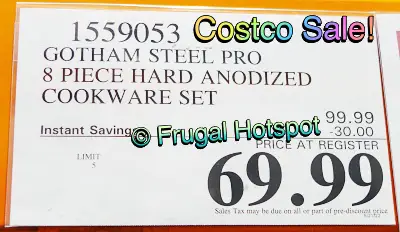 Costco Sale!
1559053
GOTHAM STEEL PRO
8 PIECE HARD ANODIZED
COOKWARE SET
99.99
Instant Saving
-30.00
© Frugal Hotspot
PRICE AT REGISTER
LIMIT
5
69.99
Sales Tax may be due on all or part of pre-discount price